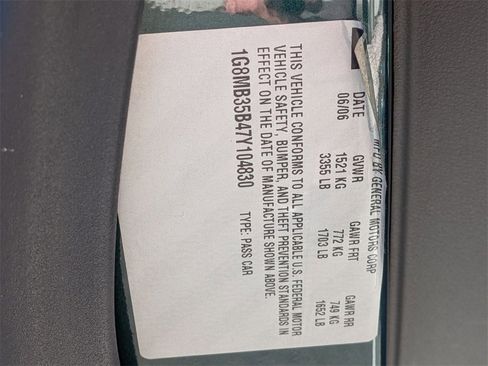 MFD BY GENERAL MOTORS CORP
DATE GVWR GAWR FRT GAWR RR
06/06 1521 KG 772 KG 749 KG
3355 LB 1703 LB 1652 LB
THIS VEHICLE CONFORMS TO ALL APPLICABLE U.S. FEDERAL MOTOR
VEHICLE SAFETY, BUMPER, AND THEFT PREVENTION STANDARDS IN
EFFECT ON THE DATE OF MANUFACTURE SHOWN ABOVE.
1G8MB35B47Y104830 TYPE: PASS CAR